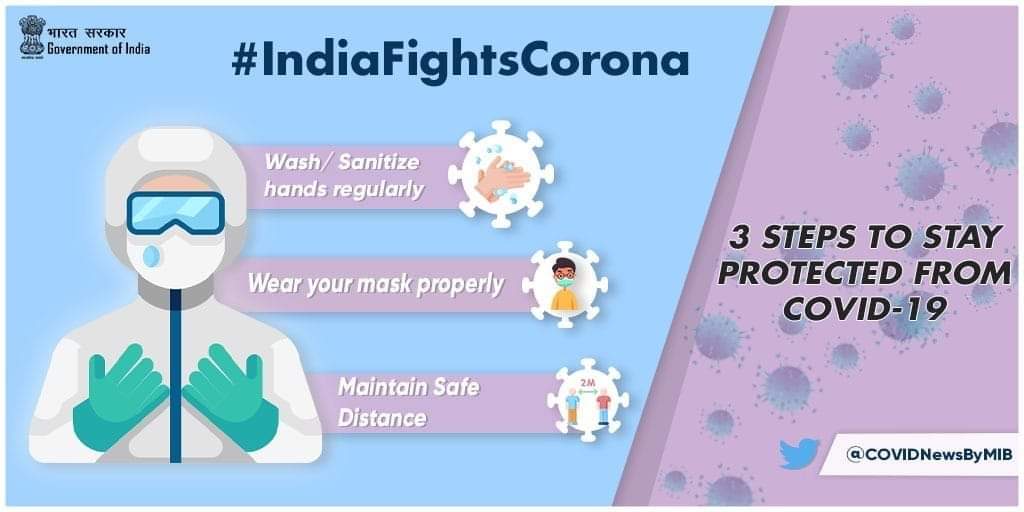 भारत सरकार
Government of India
#IndiaFightsCorona
Wash/ Sanitize
hands regularly
Wear your mask properly
Maintain Safe
Distance
2M
3 STEPS TO STAY
PROTECTED FROM
COVID-19
@COVIDNewsByMIB